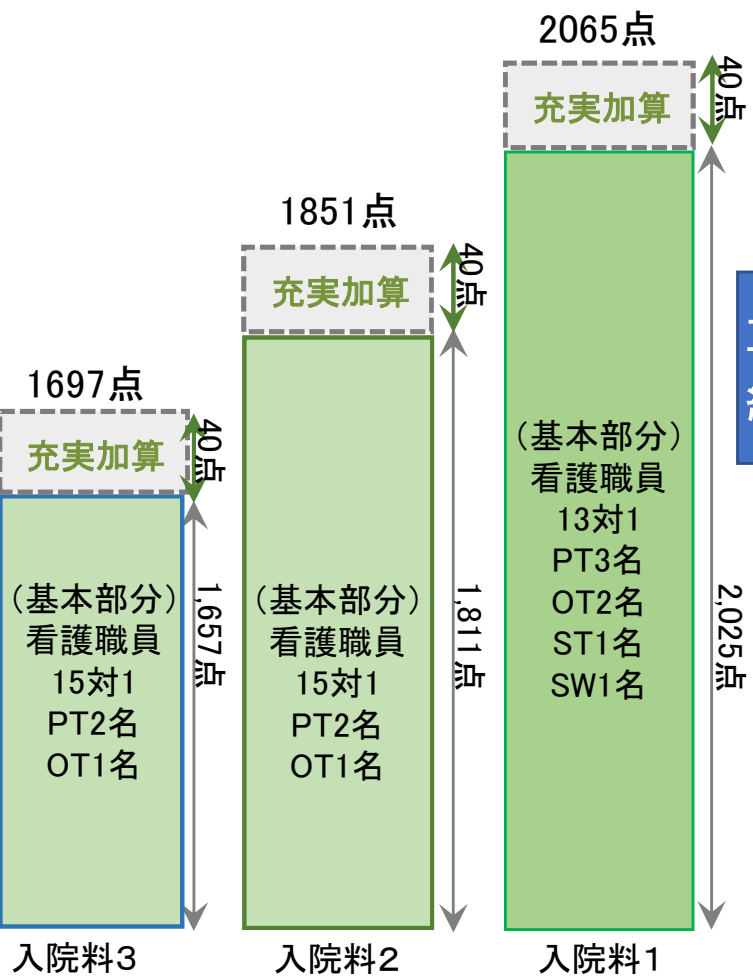 2065点
充実加算
40点
(基本部分)
看護職員
13対1
PT3名
OT2名
ST1名
SW1名
2,025点
入院料1
1851点
充実加算
40点
(基本部分)
看護職員
15対1
PT2名
OT1名
1,811点
入院料2
1697点
充実加算
40点
(基本部分)
看護職員
15対1
PT2名
OT1名
1,657点
入院料3